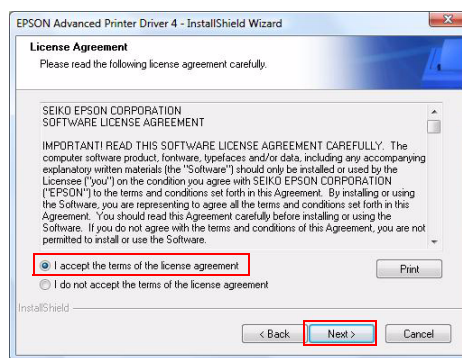 EPSON Advanced Printer Driver 4 - InstallShield Wizard
License Agreement
Please read the following license agreement carefully.
SEIKO EPSON CORPORATION
SOFTWARE LICENSE AGREEMENT
IMPORTANT! READ THIS SOFTWARE LICENSE AGREEMENT CAREFULLY. The
computer software product, fontware, typefaces and/or data, including any accompanying
explanatory written materials (the "Software") should only be installed or used by the
Licensee ("you") on the condition you agree with SEIKO EPSON CORPORATION
("EPSON") to the terms and conditions set forth in this Agreement. By installing or using
the Software, you are representing to agree all the terms and conditions set forth in this
Agreement. You should read this Agreement carefully before installing or using the
Software. If you do not agree with the terms and conditions of this Agreement, you are not
permitted to install or use the Software.
I accept the terms of the license agreement
Print
I do not accept the terms of the license agreement
InstallShield
< Back
Next >
Cancel